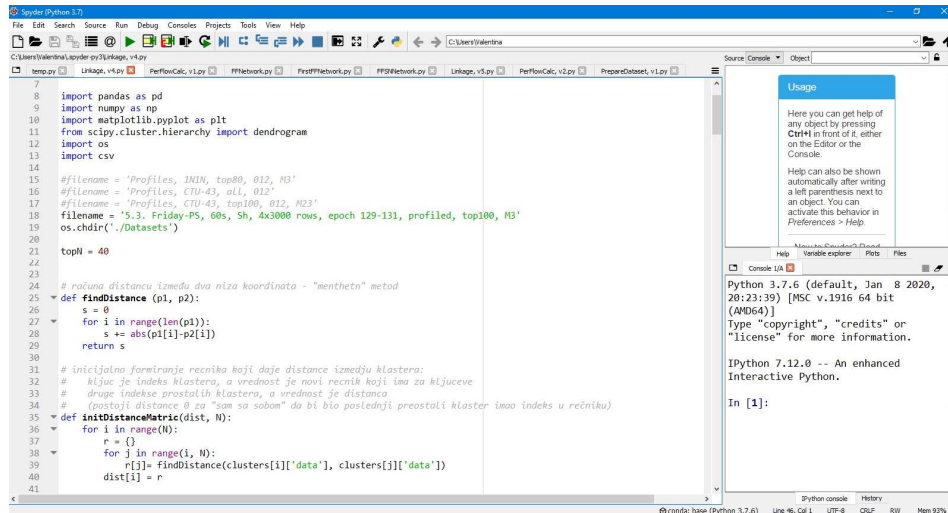 Spyder (Python 3.7)
File Edit Search Source Run Debug Consoles Projects Tools View Help
C:\Users\Valentina
C:\Users\Valentina\.spyder-py3\Linkage, v4.py
temp.py Linkage, v4.py PerFlowCalc, v1.py FFNetwork.py FirstFFNetwork.py FFSNNetwork.py Linkage, v5.py PerFlowCalc, v2.py PrepareDataset, v1.py
7
8 import pandas as pd
9 import numpy as np
10 import matplotlib.pyplot as plt
11 from scipy.cluster.hierarchy import dendrogram
12 import os
13 import csv
14
15 #filename = 'Profiles, 1N1N, top80, 012, M3'
16 #filename = 'Profiles, CTU-43, all, 012'
17 #filename = 'Profiles, CTU-43, top100, 012, M23'
18 filename = '5.3. Friday-PS, 60s, Sh, 4x3000 rows, epoch 129-131, profiled, top100, M3'
19 os.chdir('./Datasets')
20
21 topN = 40
22
23
24 # računa distancu između dva niza koordinata - "menthetn" metod
25 def findDistance (p1, p2):
26 s = 0
27 for i in range(len(p1)):
28 s += abs(p1[i]-p2[i])
29 return s
30
31 # inicijalno formiranje recnika koji daje distance izmedju klastera:
32 # kljuc je indeks klastera, a vrednost je novi recnik koji ima za kljuceve
33 # druge indekse prostalih klastera, a vrednost je distanca
34 # (postoji distance 0 za "sam sa sobom" da bi bio poslednji preostali klaster imao indeks u rečniku)
35 def initDistanceMatric(dist, N):
36 for i in range(N):
37 r = {}
38 for j in range(i, N):
39 r[j]= findDistance(clusters[i]['data'], clusters[j]['data'])
40 dist[i] = r
41
Source Console Object
Usage
Here you can get help of
any object by pressing
Ctrl+I in front of it, either
on the Editor or the
Console.
Help can also be shown
automatically after writing
a left parenthesis next to
an object. You can
activate this behavior in
Preferences > Help.
New to Spyder? Read
Help Variable explorer Plots Files
Console 1/A
Python 3.7.6 (default, Jan 8 2020,
20:23:39) [MSC v.1916 64 bit
(AMD64)]
Type "copyright", "credits" or
"license" for more information.
IPython 7.12.0 -- An enhanced
Interactive Python.
In [1]:
IPython console History
conda: base (Python 3.7.6) Line 46, Col 1 UTF-8 CRLF RW Mem 93%